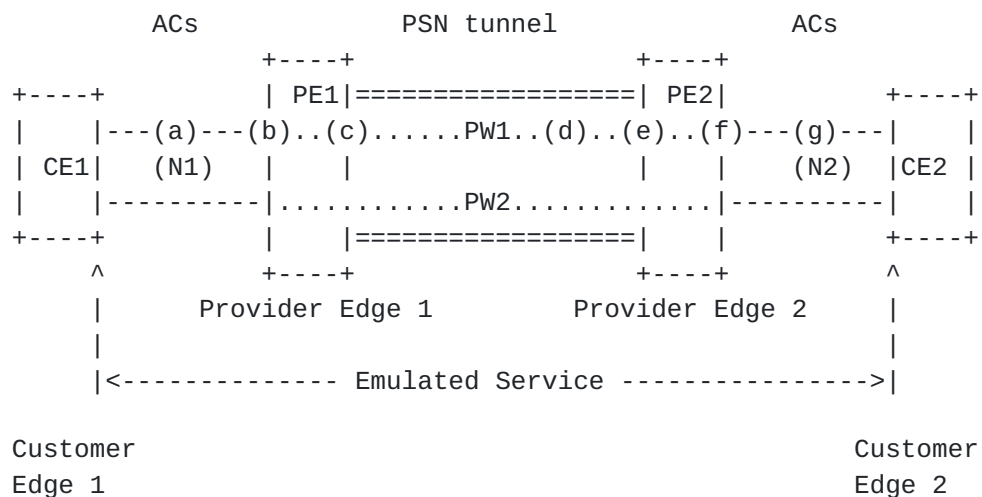 ACs PSN tunnel ACs
+----+ +----+
+----+ | PE1|==================| PE2| +----+
| |---(a)---(b)..(c)......PW1..(d)..(e)..(f)---(g)---| |
| CE1| (N1) | | | | (N2) |CE2 |
| |----------|............PW2.............|----------| |
+----+ | |==================| | +----+
^ +----+ +----+ ^
| Provider Edge 1 Provider Edge 2 |
| |
|<-------------- Emulated Service ---------------->|
Customer Customer
Edge 1 Edge 2